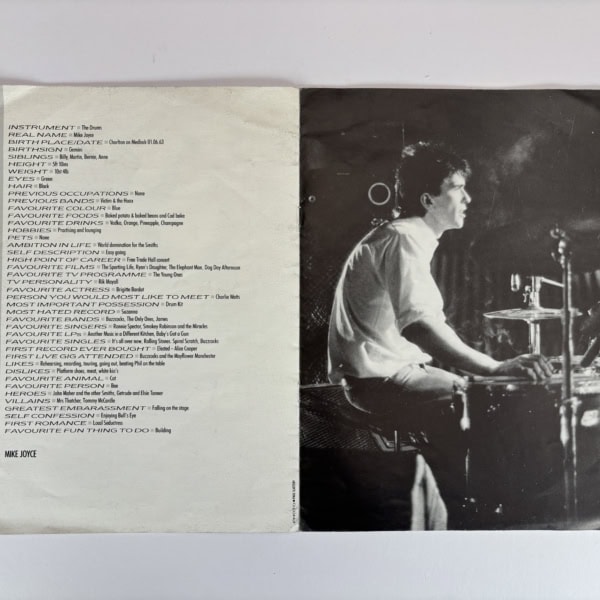 INSTRUMENT = The Drums
REAL NAME = Mike Joyce
BIRTH PLACE/DATE = Chorlton on Medlock 01.06.63
BIRTHSIGN = Gemini
SIBLINGS = Billy, Martin, Bernie, Anne
HEIGHT = 5ft 10ins
WEIGHT = 10st 4lb
EYES = Green
HAIR = Black
PREVIOUS OCCUPATIONS = None
PREVIOUS BANDS = Victim & the Hoax
FAVOURITE COLOUR = Blue
FAVOURITE FOODS = Baked potato & baked beans and Cod bake
FAVOURITE DRINKS = Vodka, Orange, Pineapple, Champagne
HOBBIES = Practising and lounging
PETS = None
AMBITION IN LIFE = World domination for the Smiths
SELF DESCRIPTION = Easy going
HIGH POINT OF CAREER = Free Trade Hall concert
FAVOURITE FILMS = The Sporting Life, Ryan's Daughter, The Elephant Man, Dog Day Afternoon
FAVOURITE TV PROGRAMME = The Young Ones
TV PERSONALITY = Rik Mayall
FAVOURITE ACTRESS = Brigitte Bardot
PERSON YOU WOULD MOST LIKE TO MEET = Charlie Watts
MOST IMPORTANT POSSESSION = Drum Kit
MOST HATED RECORD = Susanna
FAVOURITE BANDS = Buzzcocks, The Only Ones, James
FAVOURITE SINGERS = Ronnie Spector, Smokey Robinson and the Miracles
FAVOURITE LPs = Another Music in a Different Kitchen, Baby's Got a Gun
FAVOURITE SINGLES = It's all over now, Rolling Stones, Spiral Scratch, Buzzcocks
FIRST RECORD EVER BOUGHT = Elected - Alice Cooper
FIRST LIVE GIG ATTENDED = Buzzcocks and the Mayflower Manchester
LIKES = Rehearsing, recording, touring, going out, beating Phil on the table
DISLIKES = Platform shoes, meat, white kia's
FAVOURITE ANIMAL = Cat
FAVOURITE PERSON = Bee
HEROES = John Maher and the other Smiths, Gertrude and Elsie Tanner
VILLAINS = Mrs. Thatcher, Tommy McCardle
GREATEST EMBARASSMENT = Falling on the stage
SELF CONFESSION = Enjoying Bull's Eye
FIRST ROMANCE = Local Seductress
FAVOURITE FUN THING TO DO = Building
MIKE JOYCE